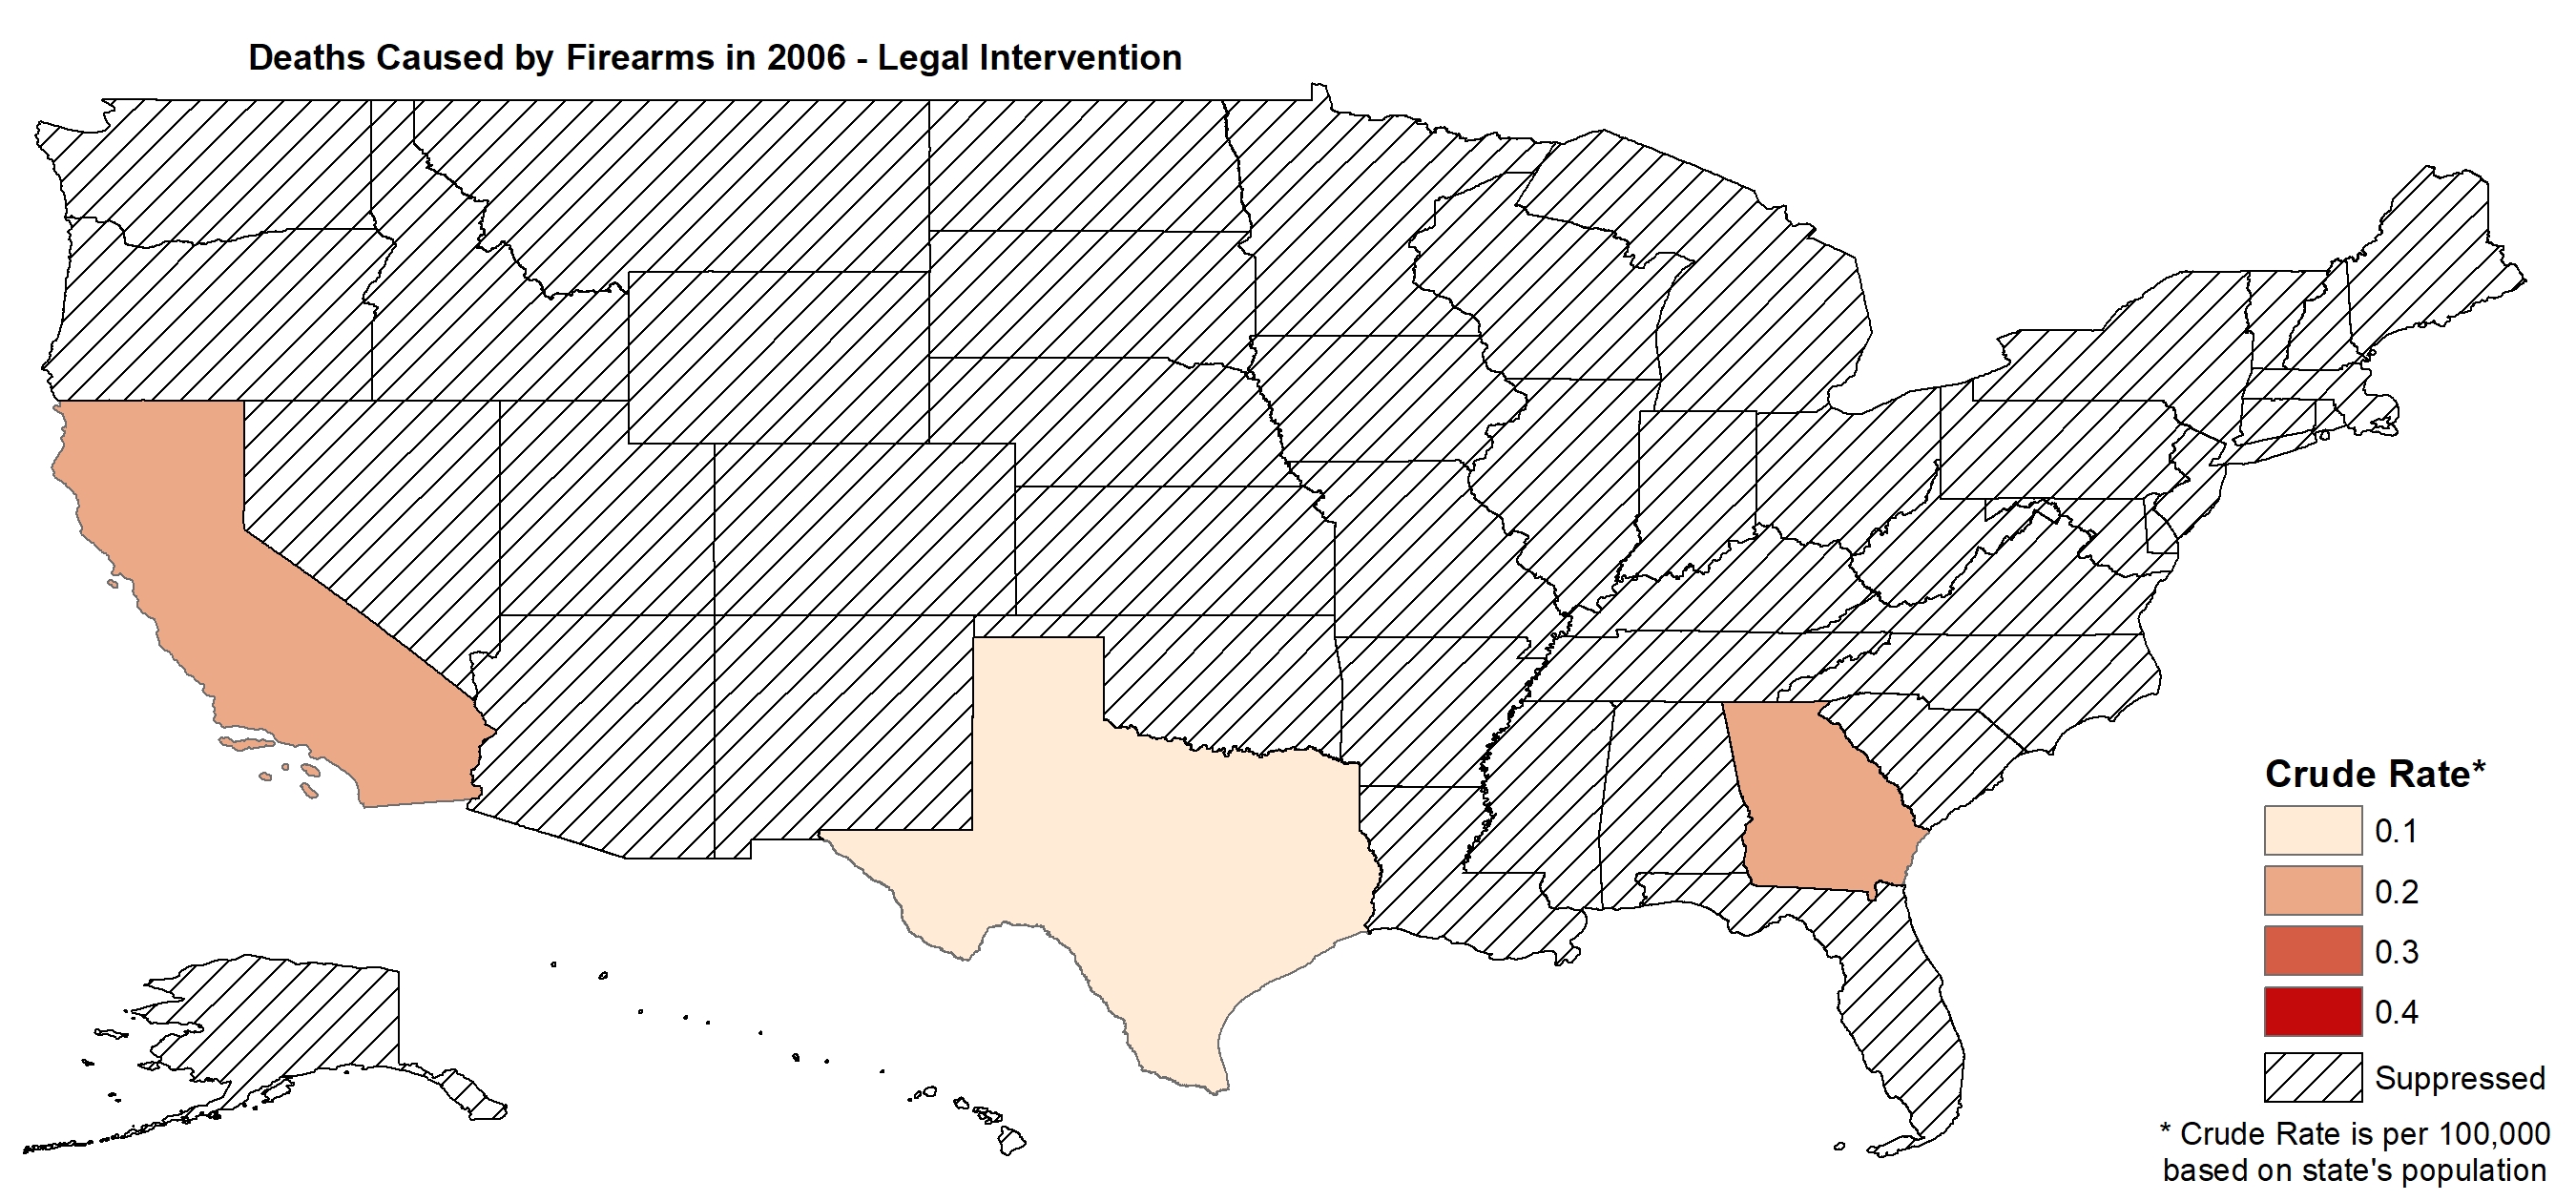 Deaths Caused by Firearms in 2006 - Legal Intervention
Crude Rate*
0.1
0.2
0.3
0.4
Suppressed
* Crude Rate is per 100,000
based on state's population